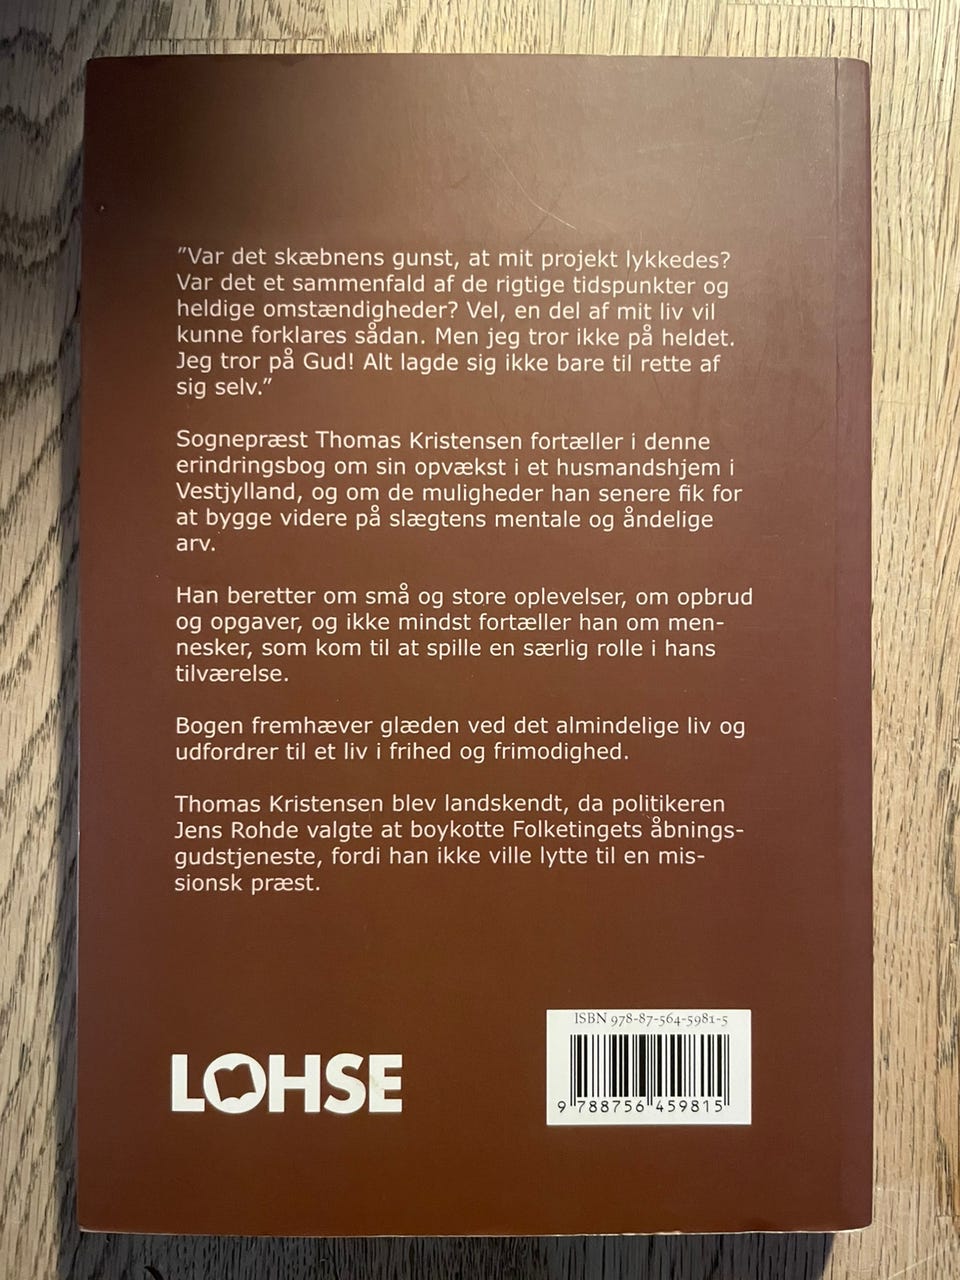 ”Var det skæbnens gunst, at mit projekt lykkedes?
Var det et sammenfald af de rigtige tidspunkter og
heldige omstændigheder? Vel, en del af mit liv vil
kunne forklares sådan. Men jeg tror ikke på heldet.
Jeg tror på Gud! Alt lagde sig ikke bare til rette af
sig selv.”
Sognepræst Thomas Kristensen fortæller i denne
erindringsbog om sin opvækst i et husmandshjem i
Vestjylland, og om de muligheder han senere fik for
at bygge videre på slægtens mentale og åndelige
arv.
Han beretter om små og store oplevelser, om opbrud
og opgaver, og ikke mindst fortæller han om men-
nesker, som kom til at spille en særlig rolle i hans
tilværelse.
Bogen fremhæver glæden ved det almindelige liv og
udfordrer til et liv i frihed og frimodighed.
Thomas Kristensen blev landskendt, da politikeren
Jens Rohde valgte at boykotte Folketingets åbnings-
gudstjeneste, fordi han ikke ville lytte til en mis-
sionsk præst.
LOHSE
ISBN 978-87-564-5981-5
9 788756 459815